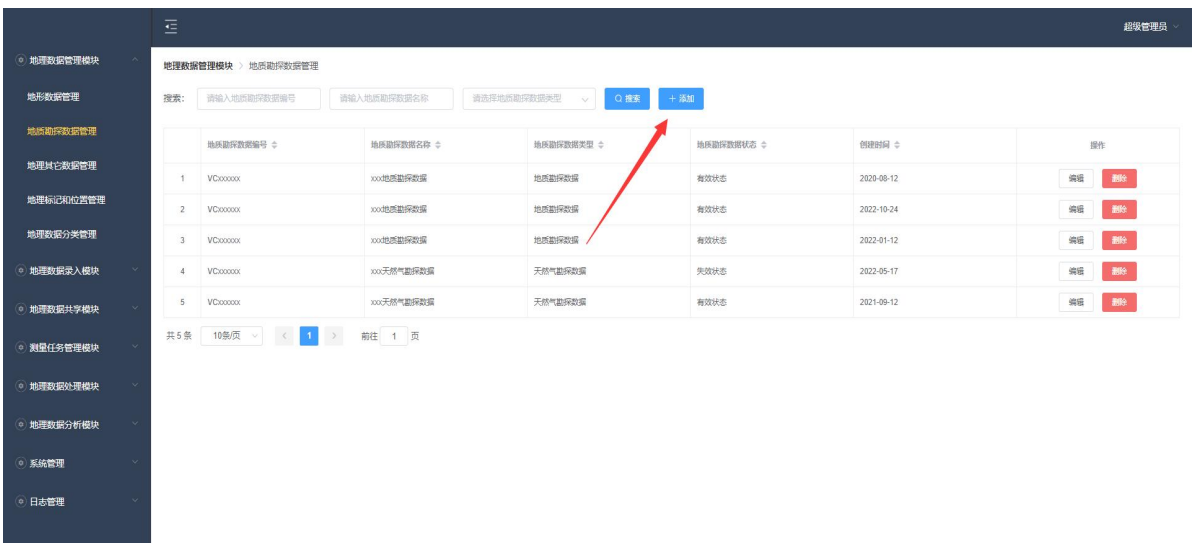 超级管理员
地理数据管理模块
地形数据管理
地质勘探数据管理
地理其它数据管理
地理标记和位置管理
地理数据分类管理
地理数据录入模块
地理数据共享模块
测量任务管理模块
地理数据处理模块
地理数据分析模块
系统管理
日志管理
地理数据管理模块 > 地质勘探数据管理
搜索: 请输入地质勘探数据编号 请输入地质勘探数据名称 请选择地质勘探数据类型 搜索 + 添加
地质勘探数据编号 地质勘探数据名称 地质勘探数据类型 地质勘探数据状态 创建时间 操作
1 VCxxxxxx xxx地质勘探数据 地质勘探数据 有效状态 2020-08-12 编辑 删除
2 VCxxxxxx xxx地质勘探数据 地质勘探数据 有效状态 2022-10-24 编辑 删除
3 VCxxxxxx xxx地质勘探数据 地质勘探数据 有效状态 2022-01-12 编辑 删除
4 VCxxxxxx xxx天然气勘探数据 天然气勘探数据 失效状态 2022-05-17 编辑 删除
5 VCxxxxxx xxx天然气勘探数据 天然气勘探数据 有效状态 2021-09-12 编辑 删除
共 5 条 10条/页 < 1 > 前往 1 页